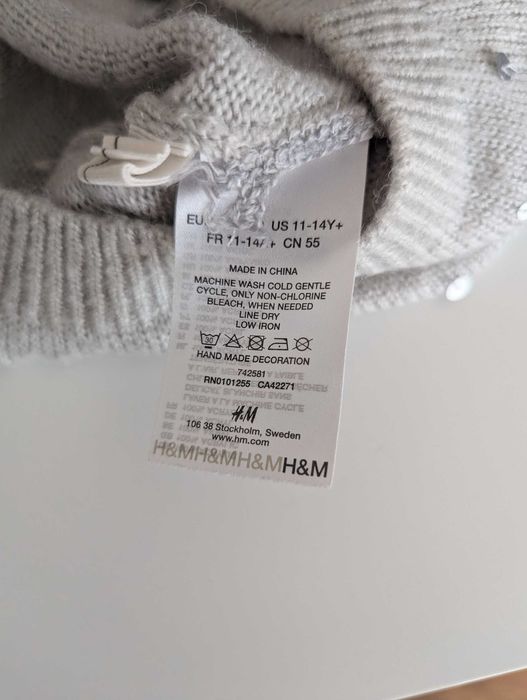 EU US 11-14Y+
FR 11-14A+ CN 55
MADE IN CHINA
MACHINE WASH COLD GENTLE
CYCLE, ONLY NON-CHLORINE
BLEACH, WHEN NEEDED
LINE DRY
LOW IRON
30
HAND MADE DECORATION
742581
RN0101255 CA42271
H&M
106 38 Stockholm, Sweden
www.hm.com
H&MH&MH&MH&M